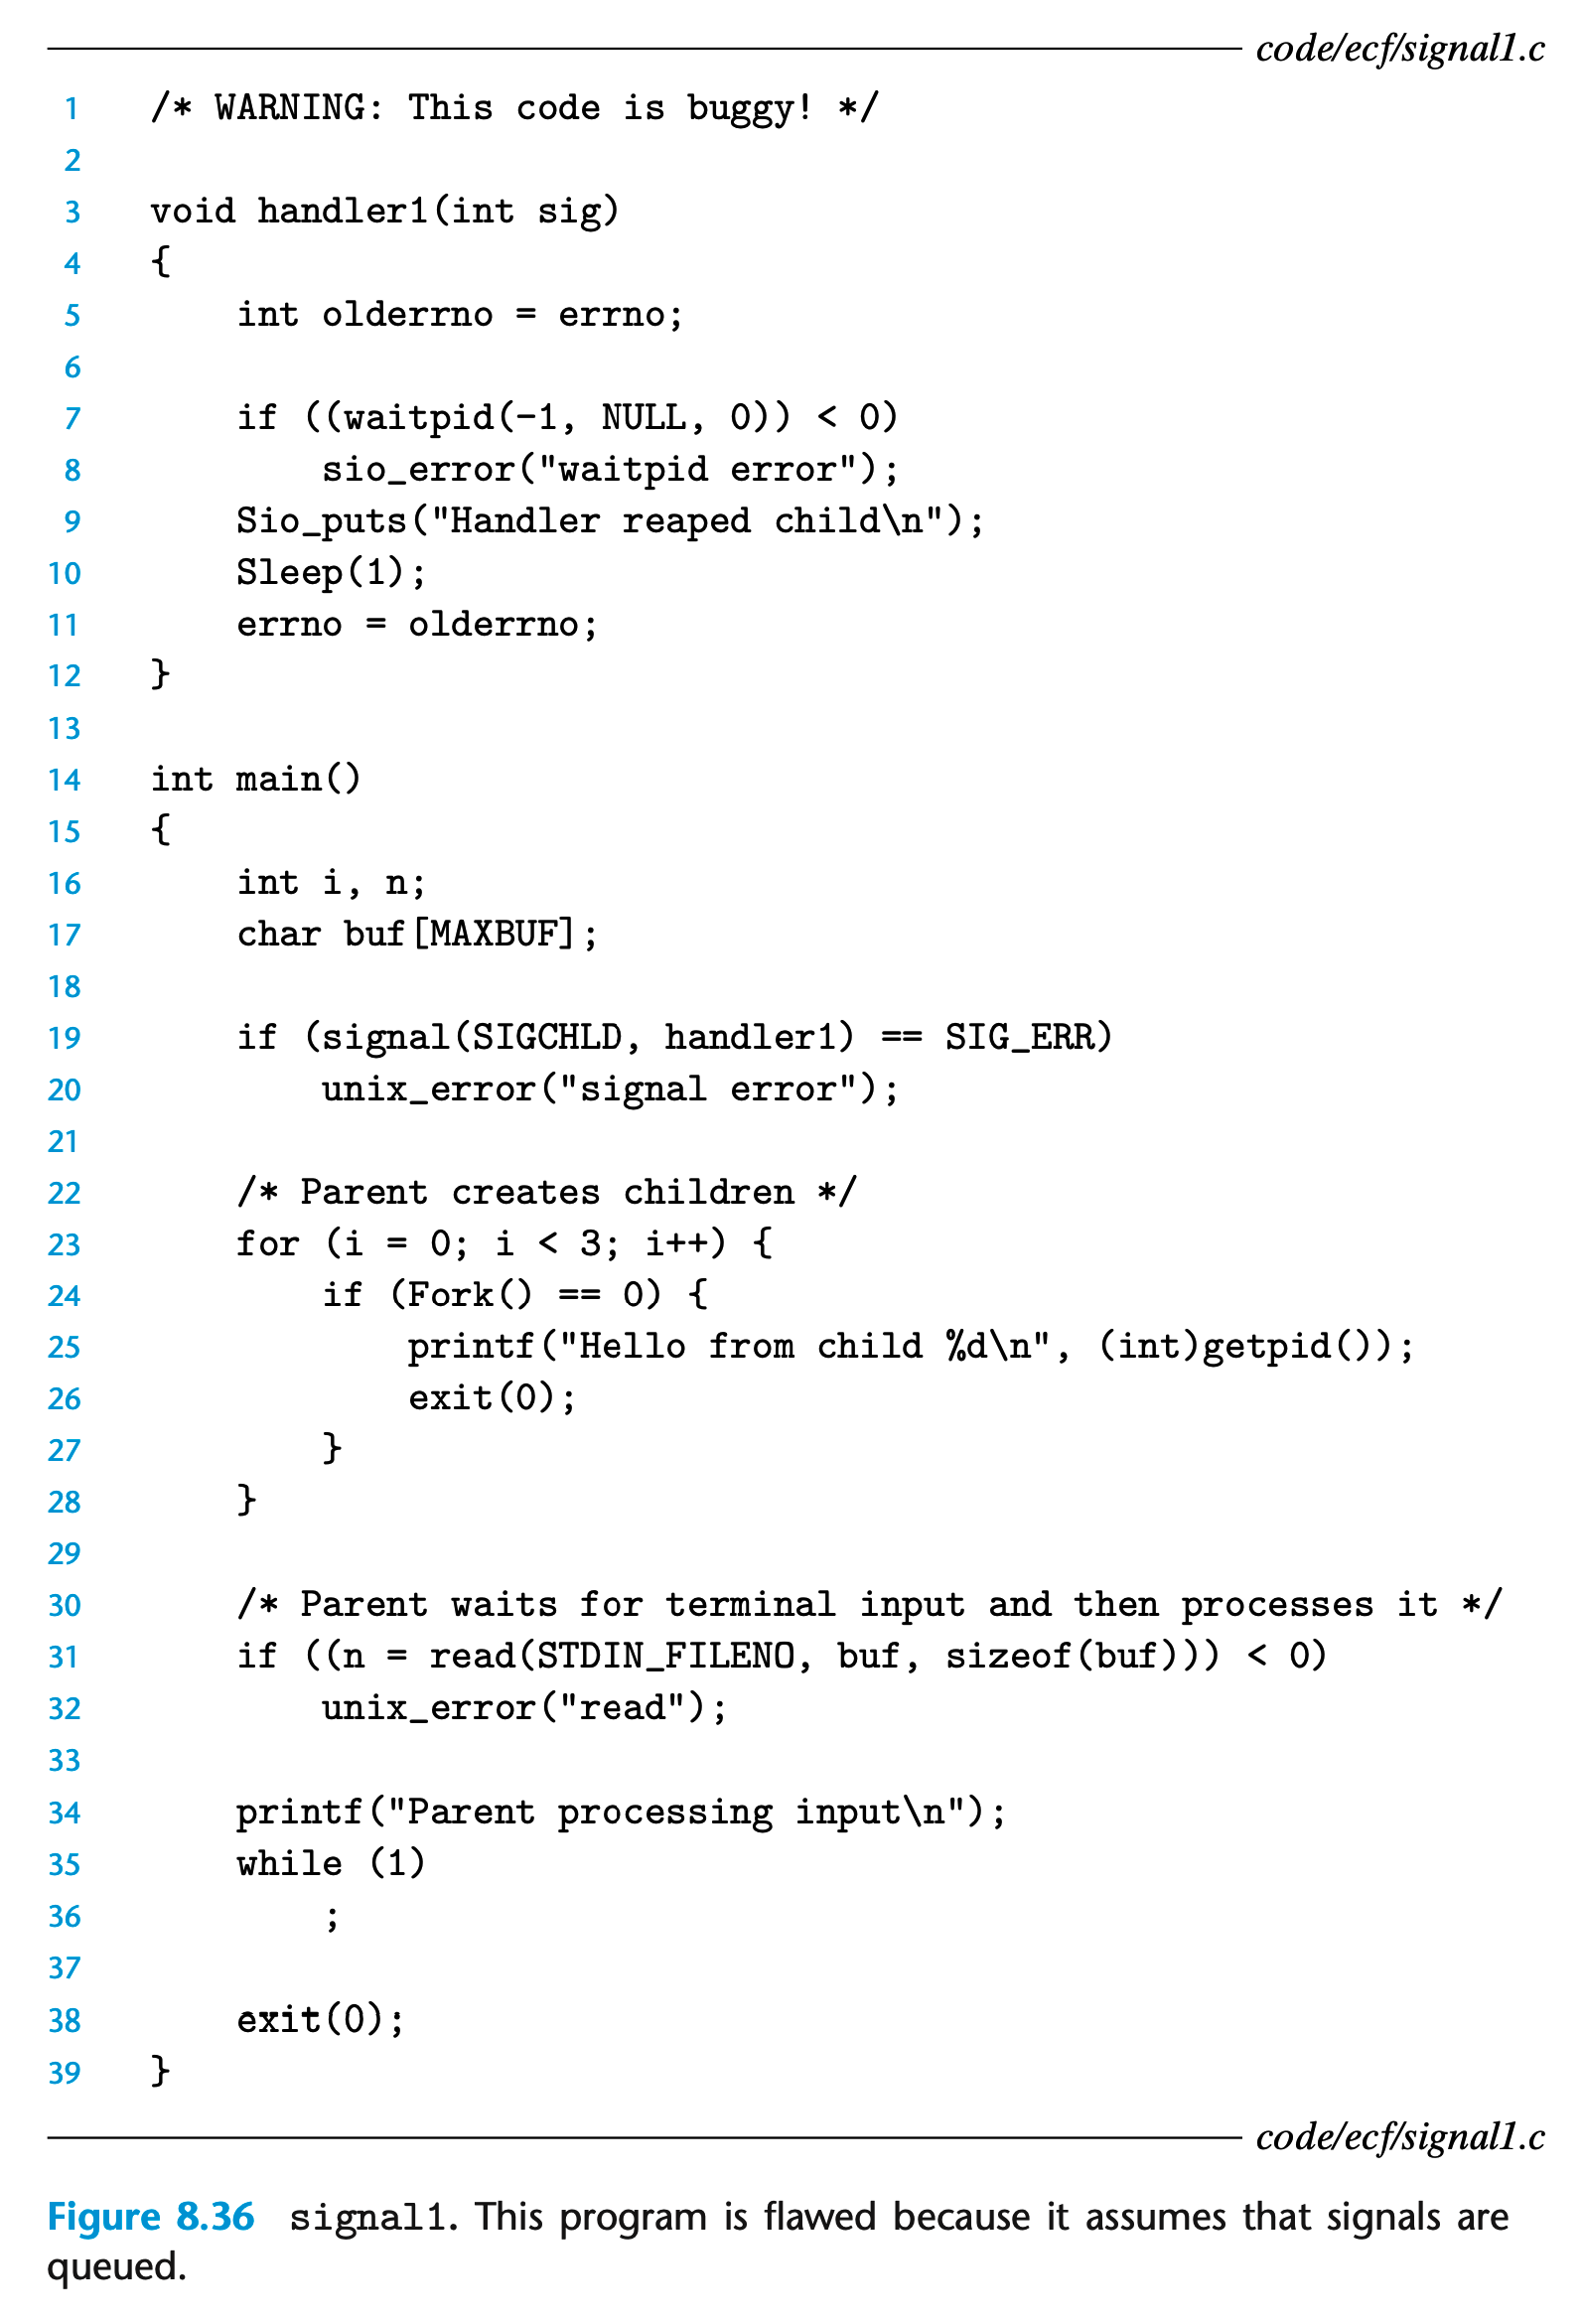 code/ecf/signal1.c
1 /* WARNING: This code is buggy! */
2
3 void handler1(int sig)
4 {
5     int olderrno = errno;
6
7     if ((waitpid(-1, NULL, 0)) < 0)
8         sio_error("waitpid error");
9     Sio_puts("Handler reaped child\n");
10     Sleep(1);
11     errno = olderrno;
12 }
13
14 int main()
15 {
16     int i, n;
17     char buf[MAXBUF];
18
19     if (signal(SIGCHLD, handler1) == SIG_ERR)
20         unix_error("signal error");
21
22     /* Parent creates children */
23     for (i = 0; i < 3; i++) {
24         if (Fork() == 0) {
25             printf("Hello from child %d\n", (int)getpid());
26             exit(0);
27         }
28     }
29
30     /* Parent waits for terminal input and then processes it */
31     if ((n = read(STDIN_FILENO, buf, sizeof(buf))) < 0)
32         unix_error("read");
33
34     printf("Parent processing input\n");
35     while (1)
36         ;
37
38     exit(0);
39 }
code/ecf/signal1.c
Figure 8.36 signal1. This program is flawed because it assumes that signals are
queued.